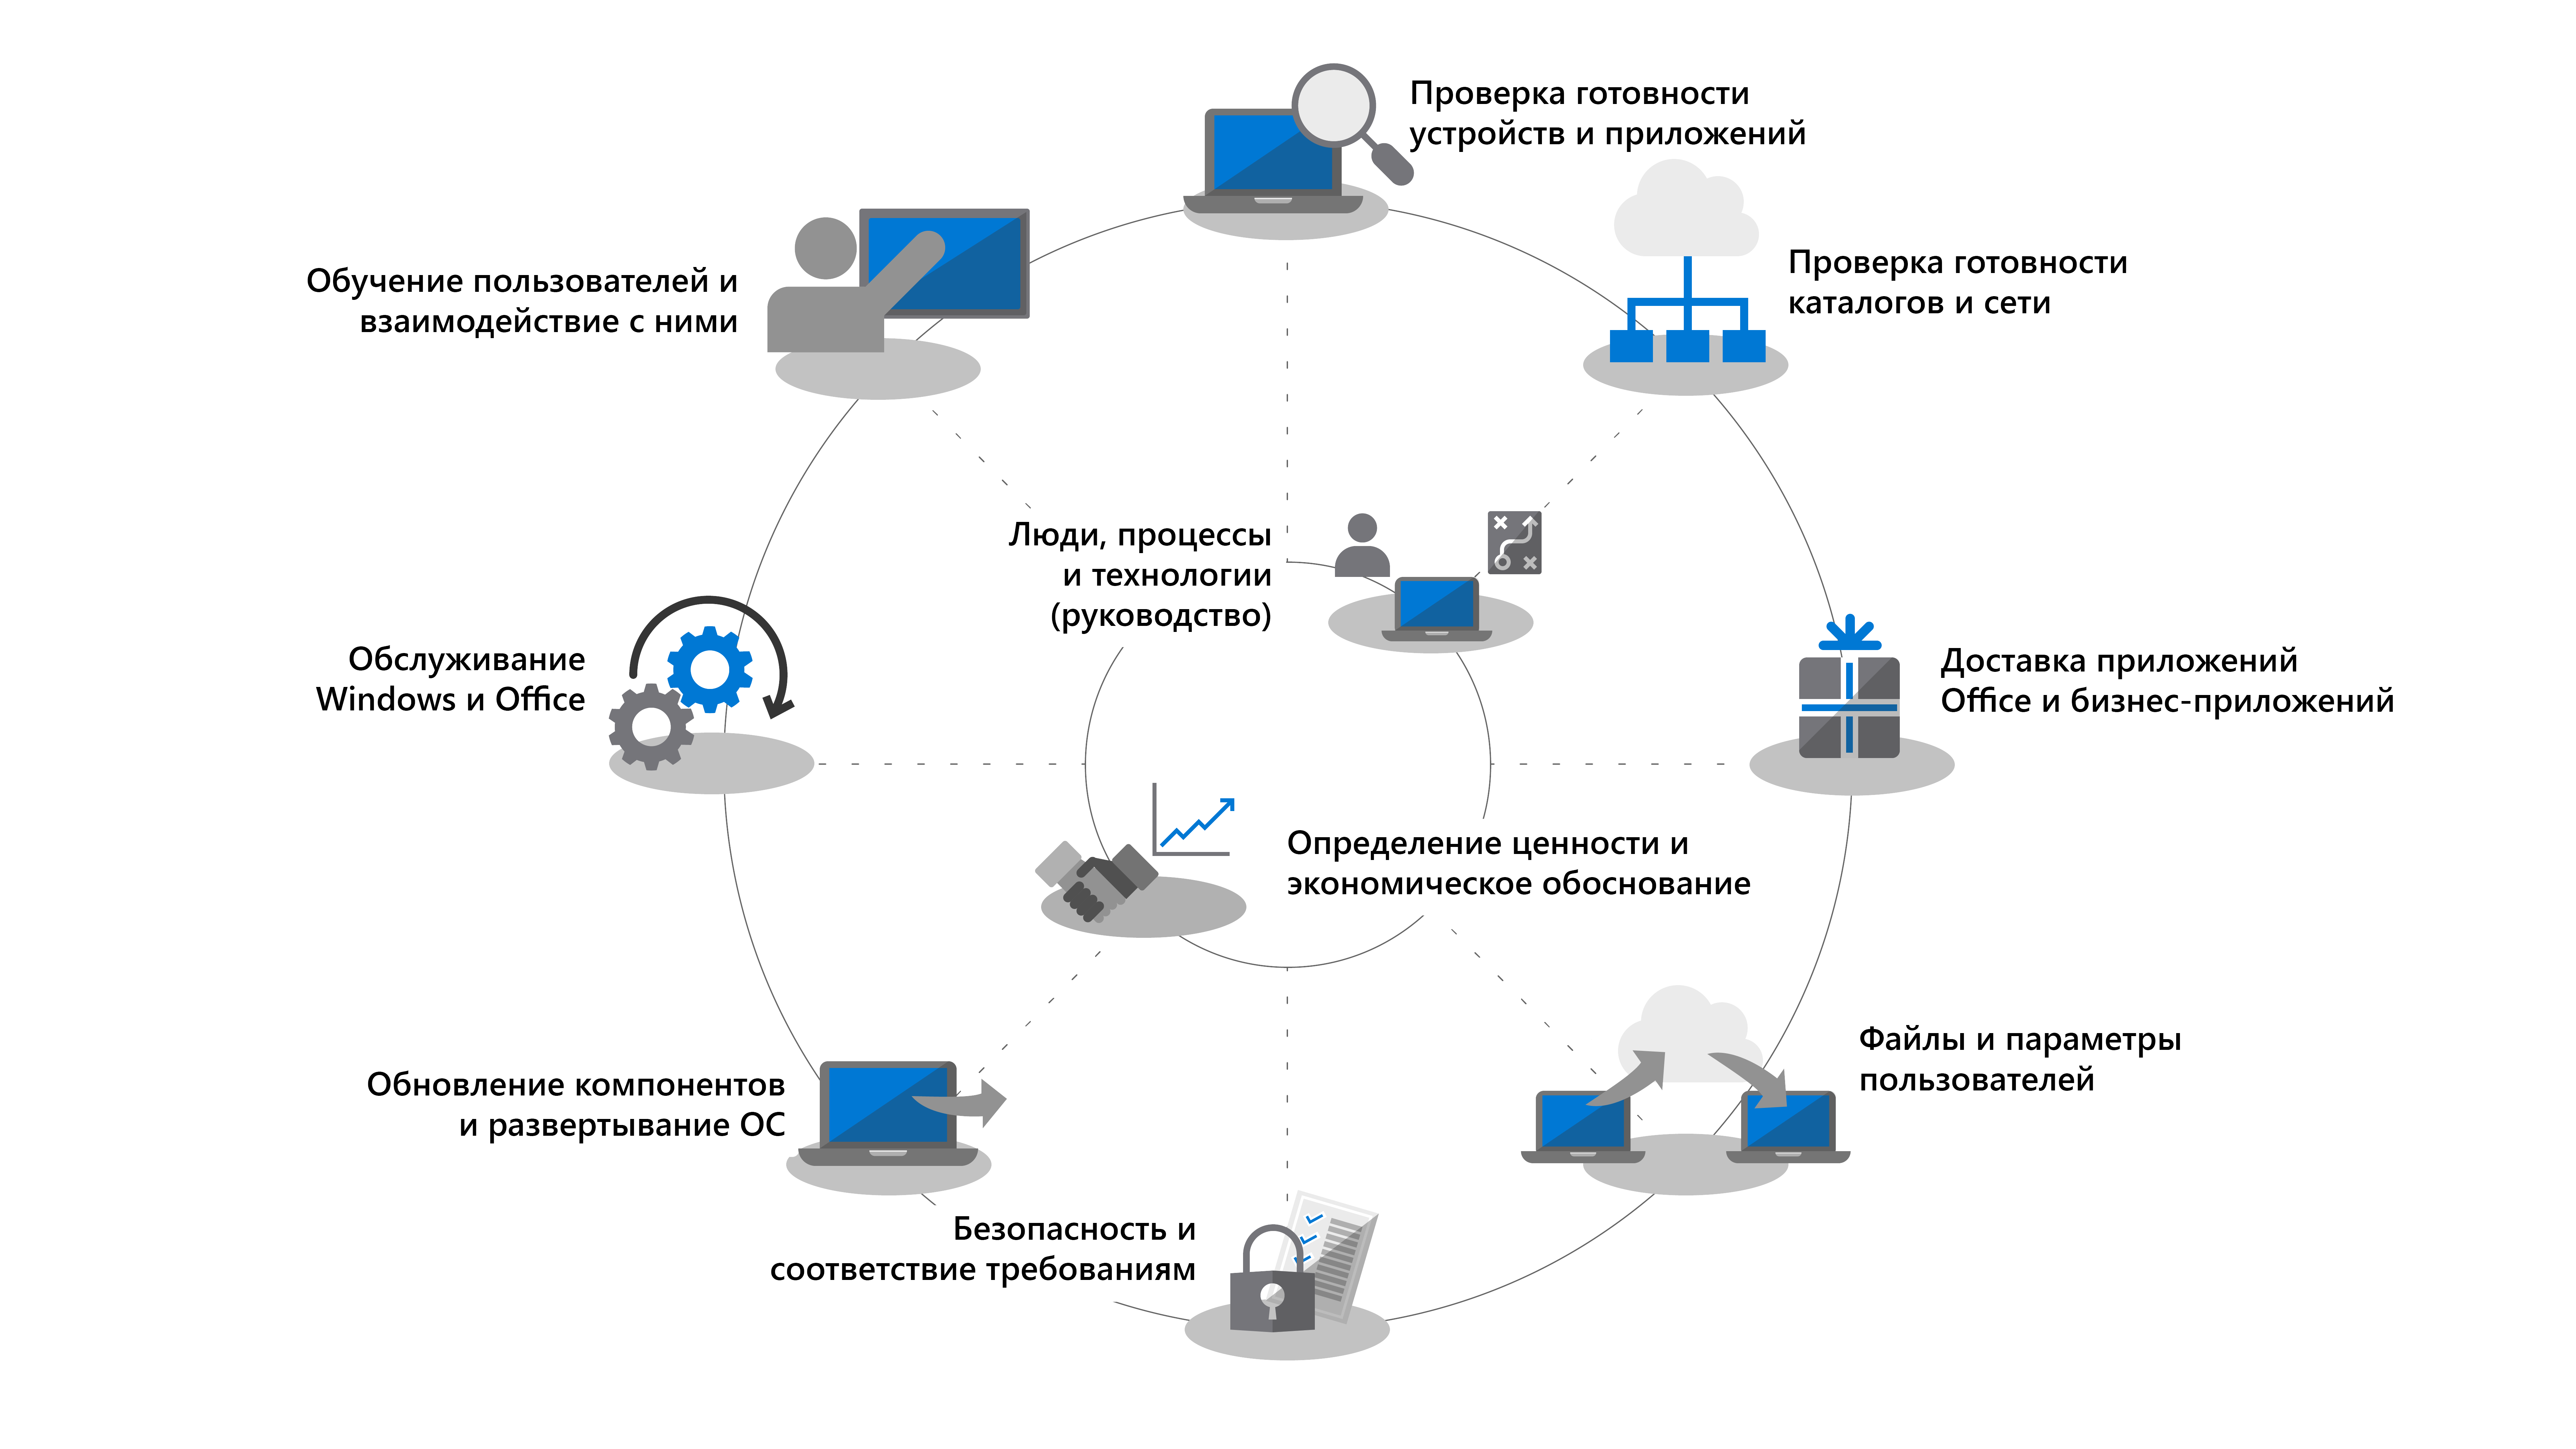 Проверка готовности
устройств и приложений
Проверка готовности
каталогов и сети
Обучение пользователей и
взаимодействие с ними
Люди, процессы
и технологии
(руководство)
Обслуживание
Windows и Office
Доставка приложений
Office и бизнес-приложений
Определение ценности и
экономическое обоснование
Файлы и параметры
пользователей
Обновление компонентов
и развертывание ОС
Безопасность и
соответствие требованиям